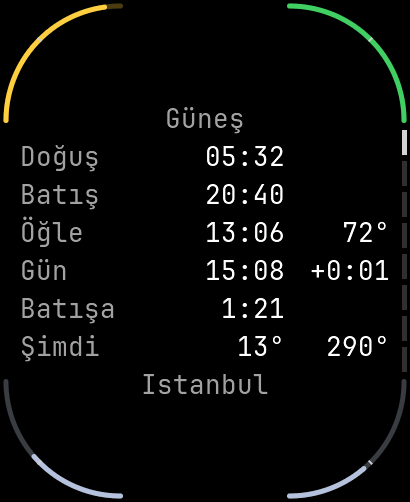 Güneş
Doğuş 05:32
Batış 20:40
Öğle 13:06 72°
Gün 15:08 +0:01
Batışa 1:21
Şimdi 13° 290°
Istanbul